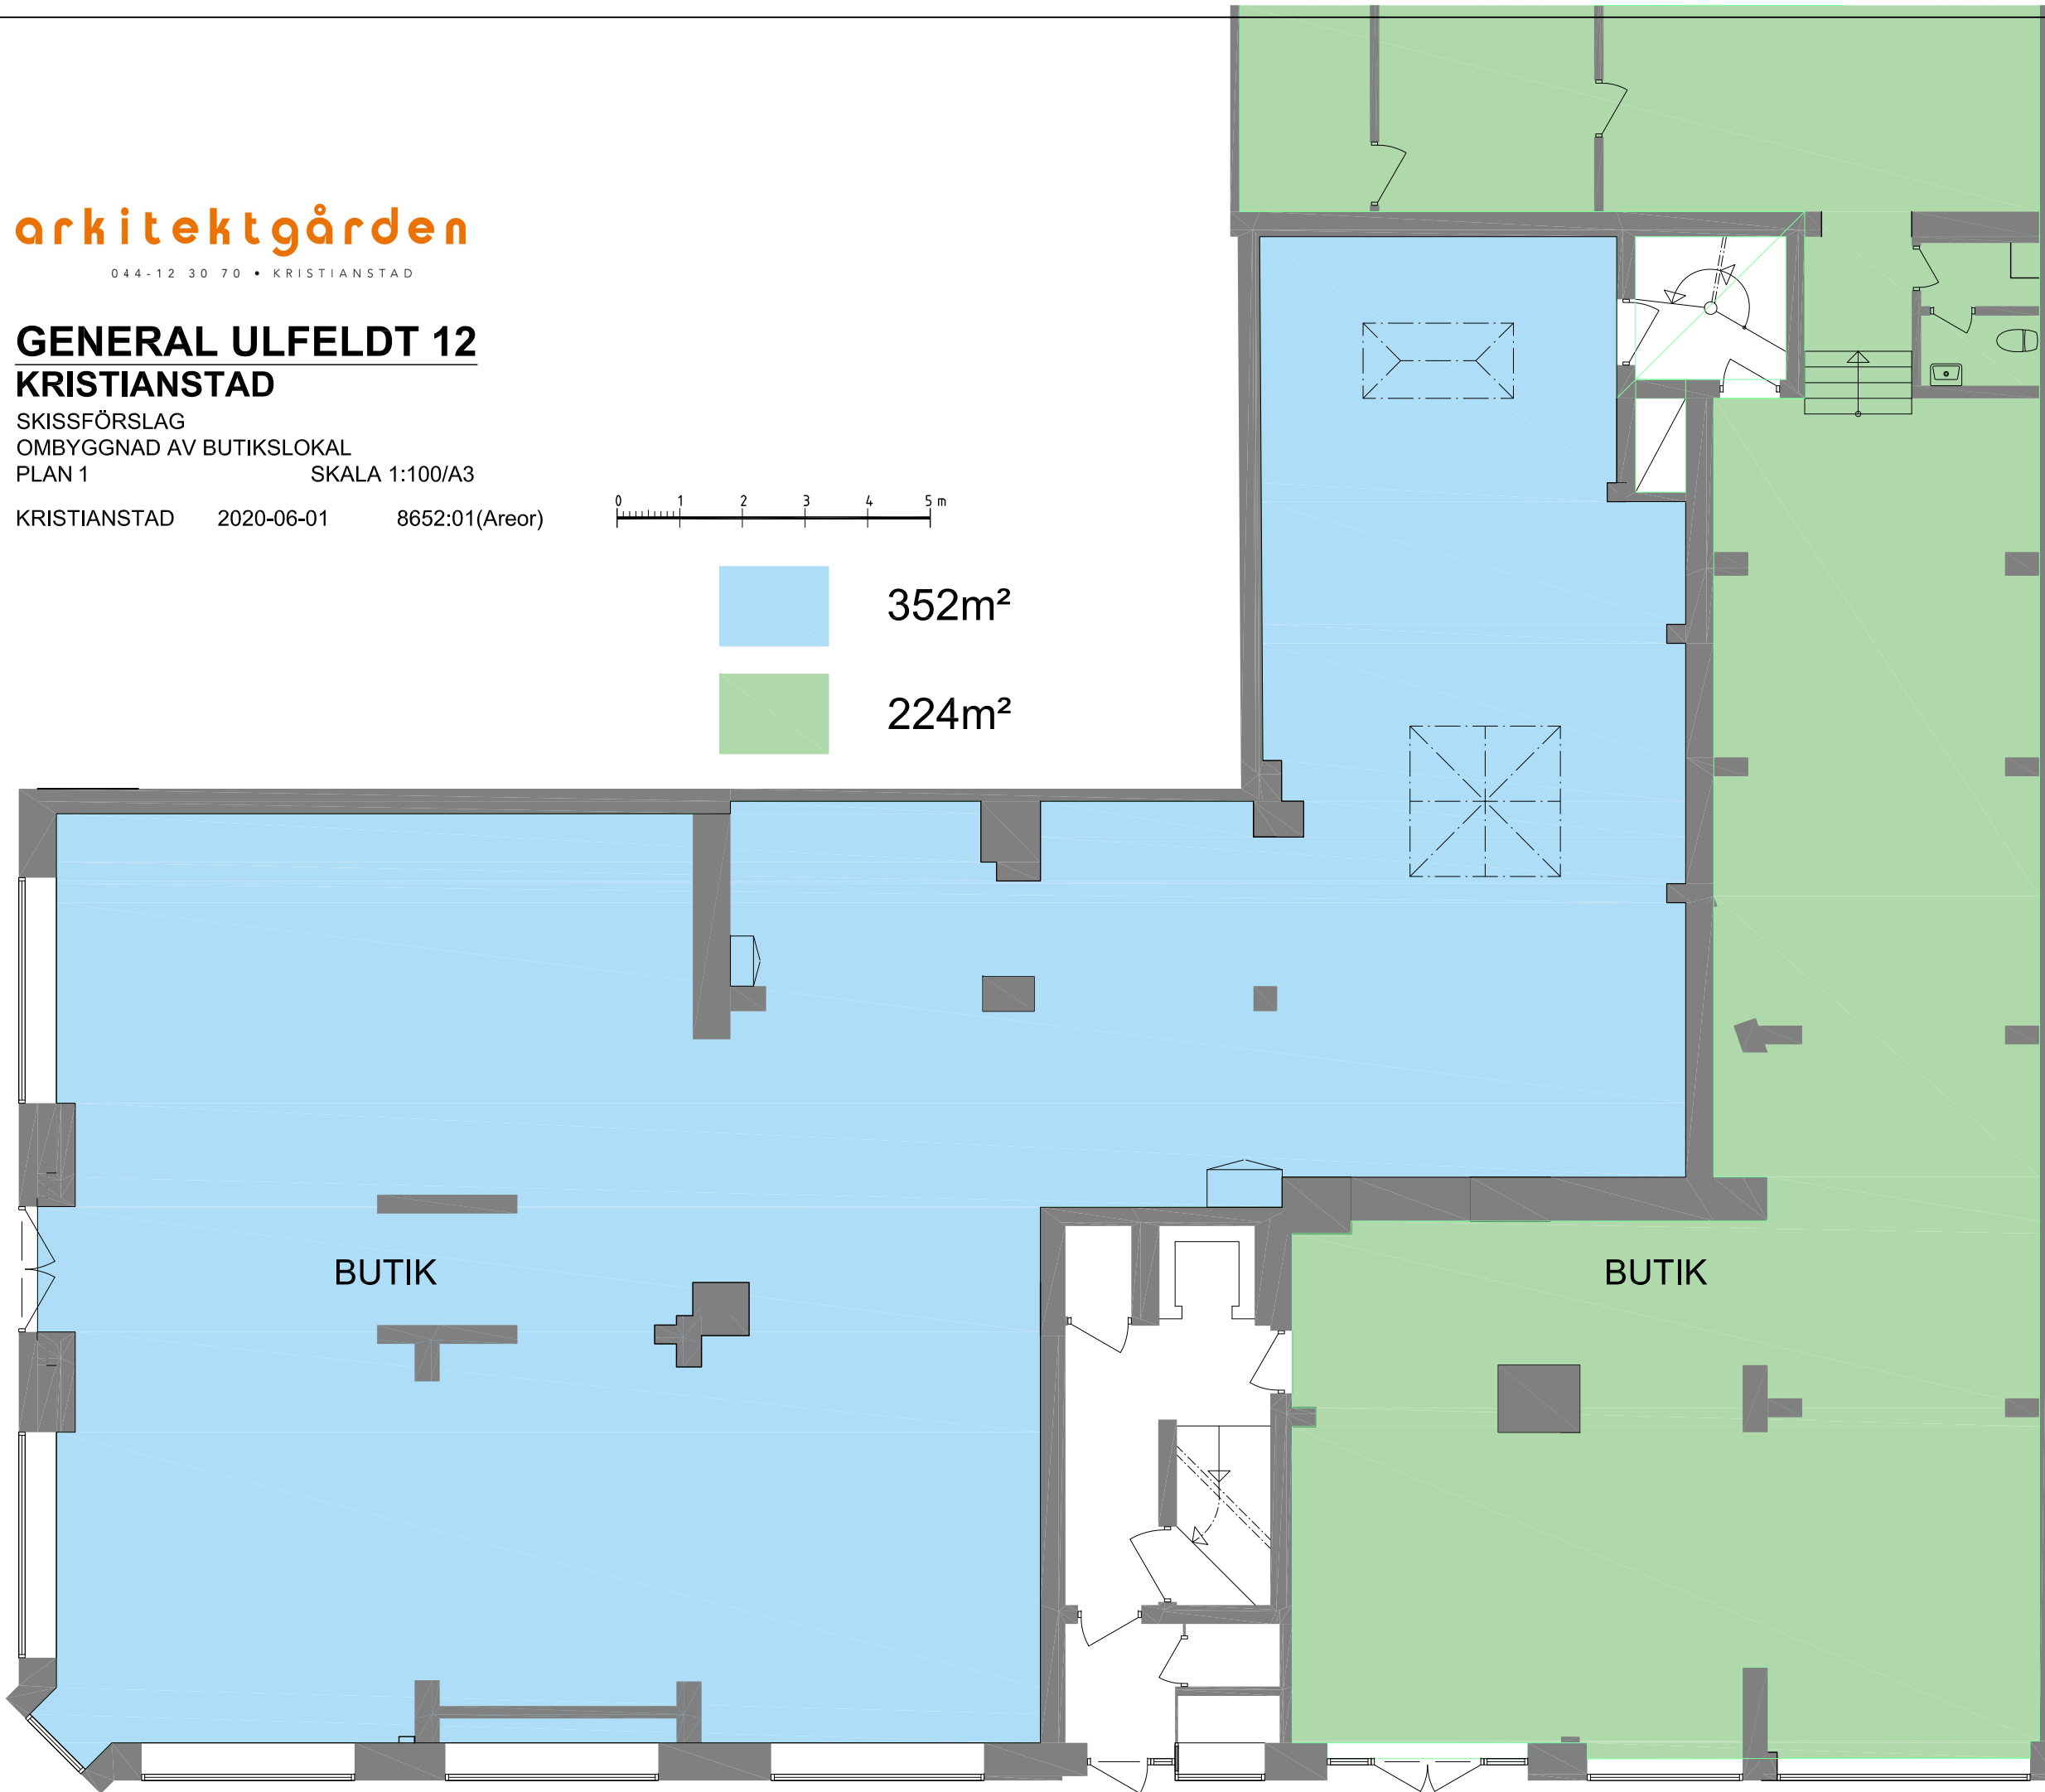 arkitektgården
044-12 30 70 • KRISTIANSTAD
GENERAL ULFELDT 12
KRISTIANSTAD
SKISSFÖRSLAG
OMBYGGNAD AV BUTIKSLOKAL
PLAN 1 SKALA 1:100/A3
KRISTIANSTAD 2020-06-01 8652:01(Areor)
0 1 2 3 4 5 m
352m²
224m²
BUTIK
BUTIK